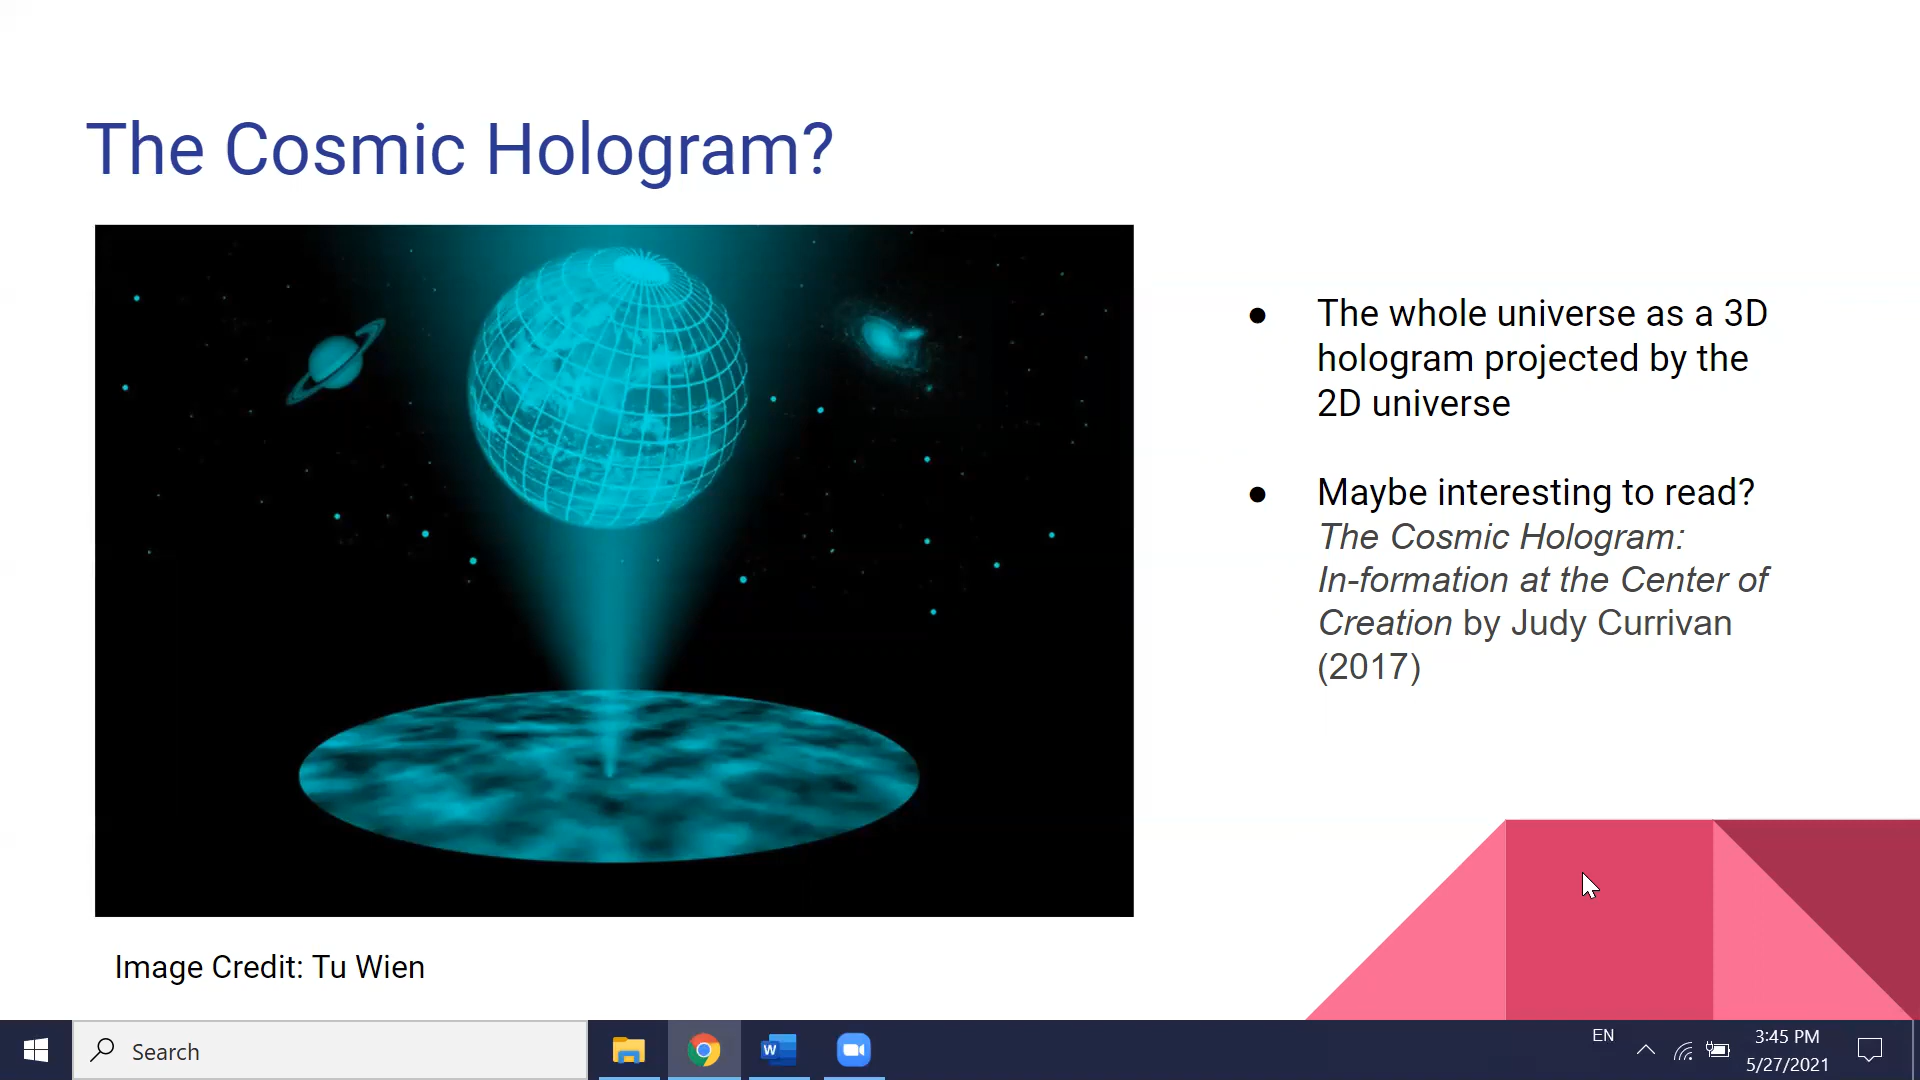 The Cosmic Hologram?
● The whole universe as a 3D
hologram projected by the
2D universe
● Maybe interesting to read?
The Cosmic Hologram:
In-formation at the Center of
Creation by Judy Currivan
(2017)
Image Credit: Tu Wien
Search
W
EN
3:45 PM
5/27/2021